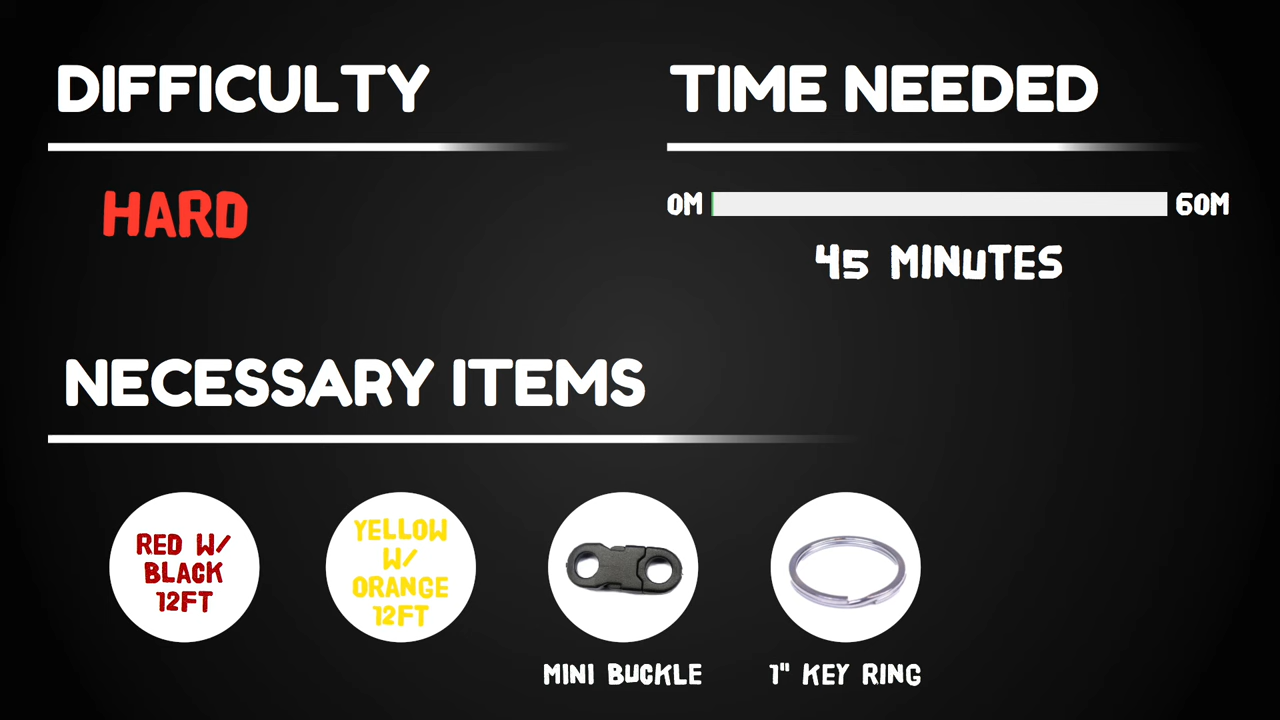 DIFFICULTY
HARD
TIME NEEDED
0M 60M
45 MINUTES
NECESSARY ITEMS
RED W/
BLACK
12FT
YELLOW
W/
ORANGE
12FT
MINI BUCKLE
1" KEY RING